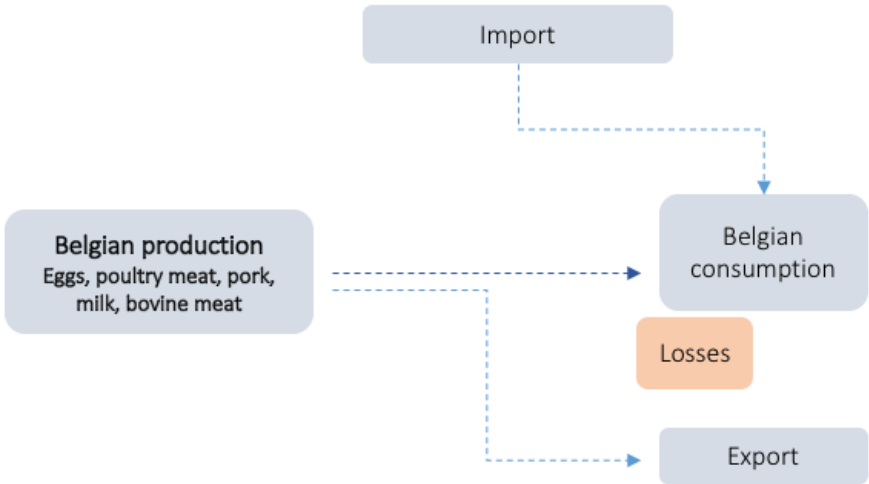 Import
Belgian production
Eggs, poultry meat, pork,
milk, bovine meat
Belgian
consumption
Losses
Export